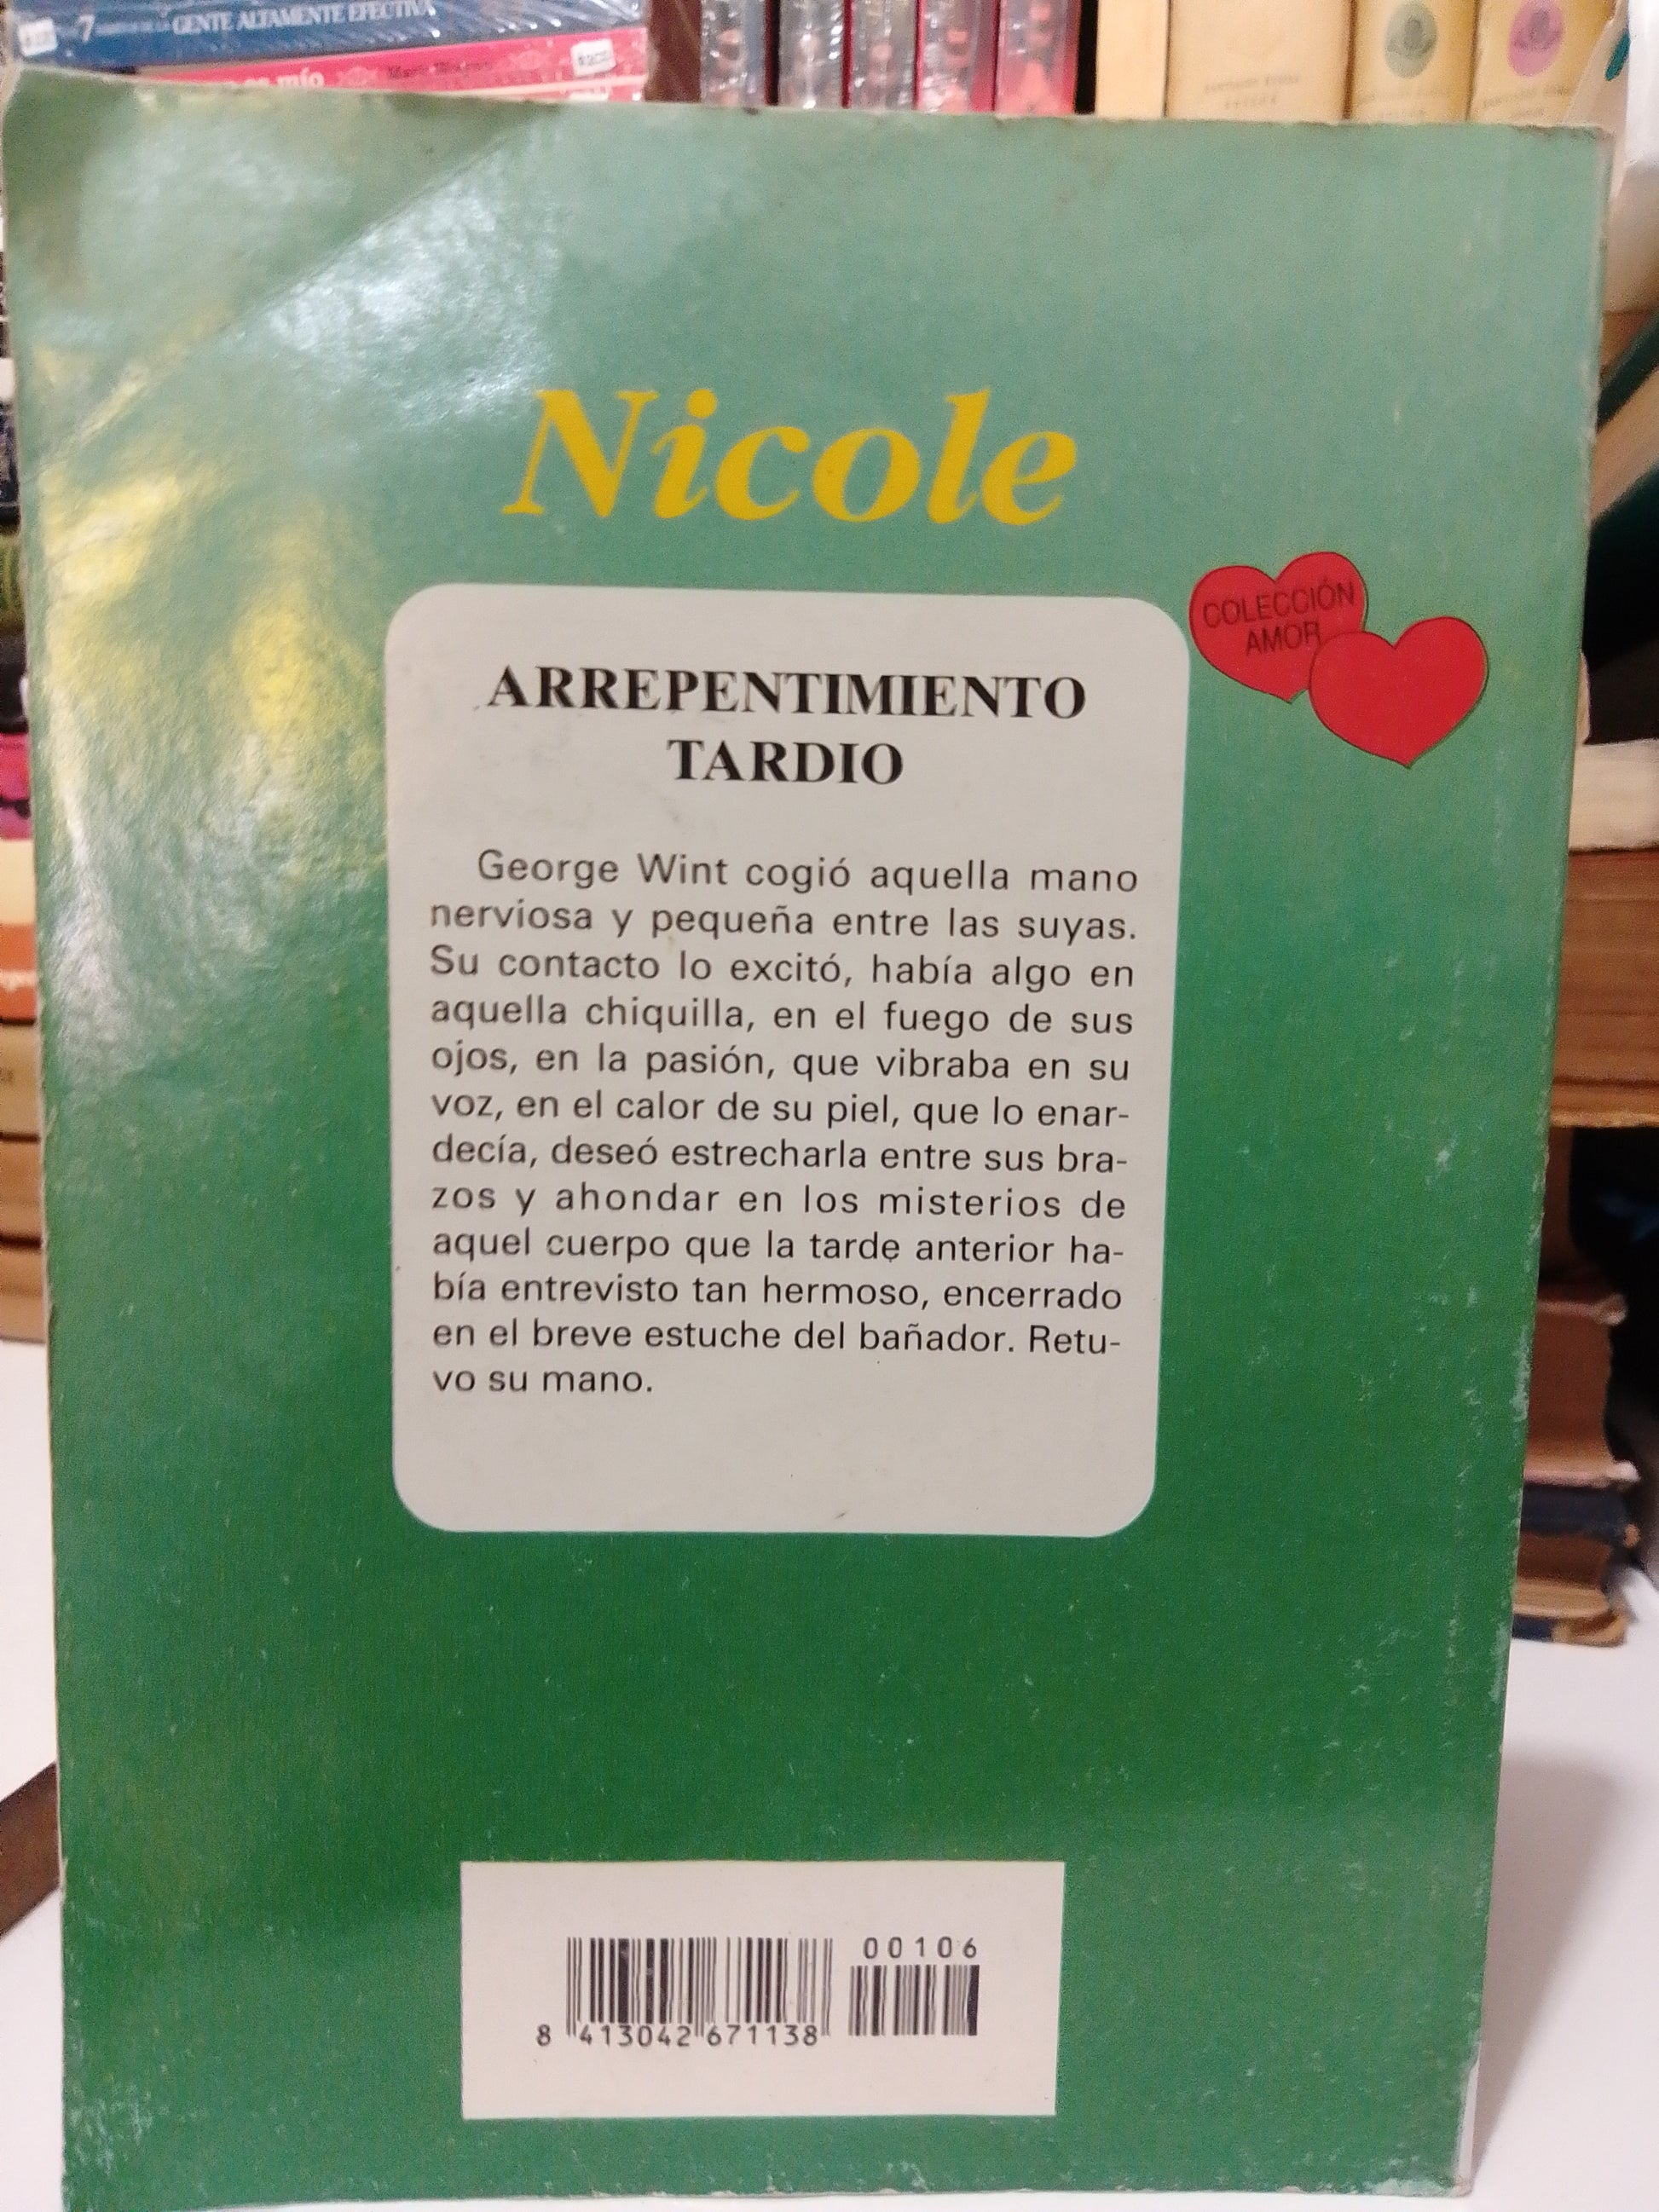 7
GENTE ALTAMENTE EFECTIVA
mío
Nicole
COLECCIÓN
AMOR
ARREPENTIMIENTO
TARDIO
George Wint cogió aquella mano
nerviosa y pequeña entre las suyas.
Su contacto lo excitó, había algo en
aquella chiquilla, en el fuego de sus
ojos, en la pasión, que vibraba en su
voz, en el calor de su piel, que lo enar-
decía, deseó estrecharla entre sus bra-
zos y ahondar en los misterios de
aquel cuerpo que la tarde anterior ha-
bía entrevisto tan hermoso, encerrado
en el breve estuche del bañador. Retu-
vo su mano.
00106
8 413042 671138